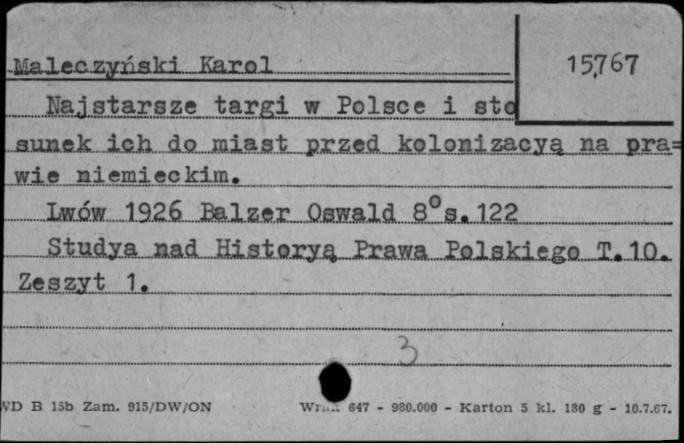 Maleczyński Karol
15767
Najstarsze targi w Polsce i sto
sunek ich do miast przed kolonizacyą na pra=
wie niemieckim.
Lwów 1926 Balzer Oswald 8° s.122
Studya nad Historyą Prawa Polskiego T.10.
Zeszyt 1.
3
WD B 15b Zam. 915/DW/ON
647 - 980.000 - Karton 5 kl. 180 g - 10.7.67.